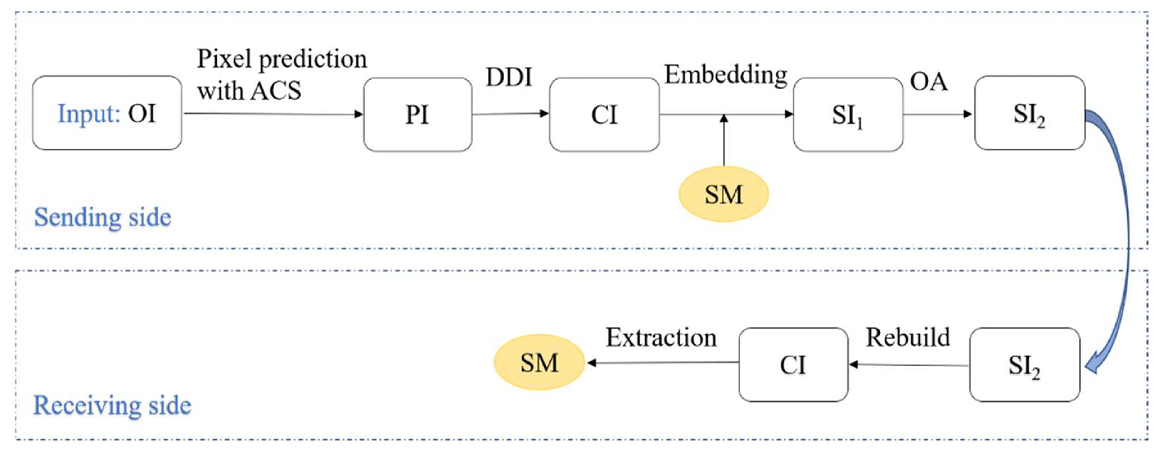 Pixel prediction
with ACS
DDI
Embedding
OA
Input: OI
PI
CI
SI₁
SI₂
SM
Sending side
SM
Extraction
CI
Rebuild
SI₂
Receiving side